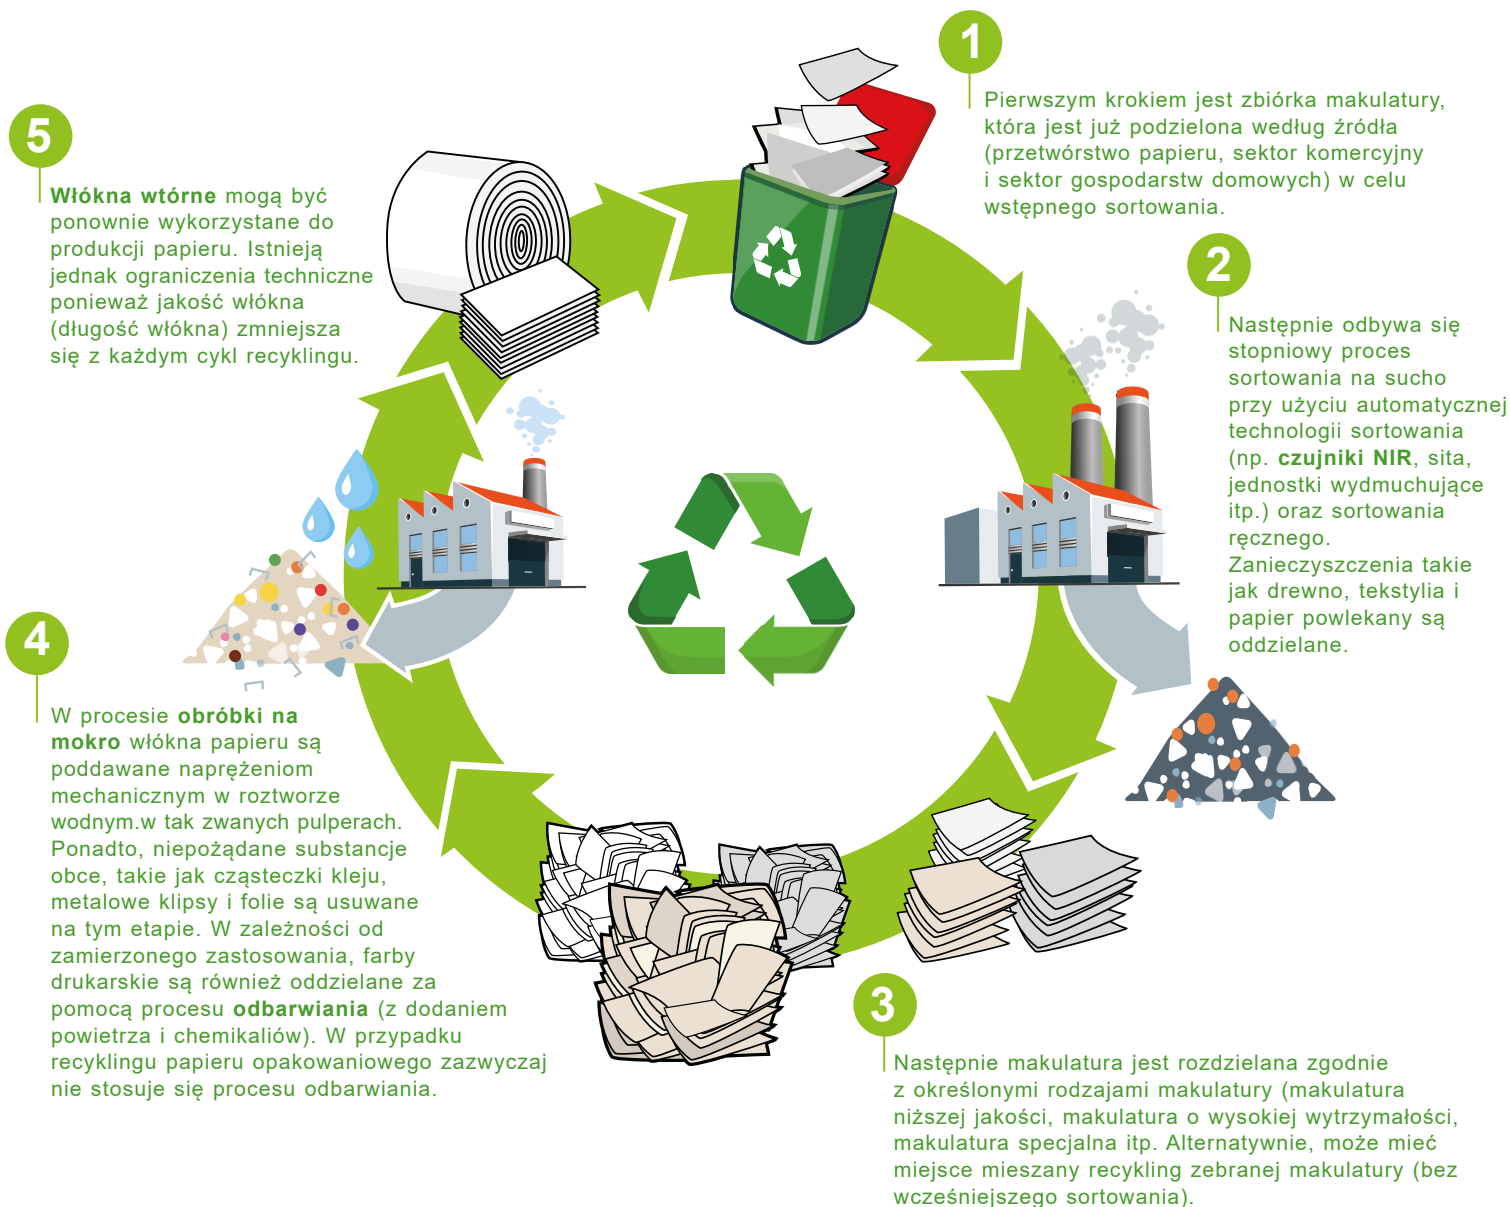 1
Pierwszym krokiem jest zbiórka makulatury,
która jest już podzielona według źródła
(przetwórstwo papieru, sektor komercyjny
i sektor gospodarstw domowych) w celu
wstępnego sortowania.
2
Następnie odbywa się
stopniowy proces
sortowania na sucho
przy użyciu automatycznej
technologii sortowania
(np. czujniki NIR, sita,
jednostki wydmuchujące
itp.) oraz sortowania
ręcznego.
Zanieczyszczenia takie
jak drewno, tekstylia i
papier powlekany są
oddzielane.
3
Następnie makulatura jest rozdzielana zgodnie
z określonymi rodzajami makulatury (makulatura
niższej jakości, makulatura o wysokiej wytrzymałości,
makulatura specjalna itp. Alternatywnie, może mieć
miejsce mieszany recykling zebranej makulatury (bez
wcześniejszego sortowania).
4
W procesie obróbki na
mokro włókna papieru są
poddawane naprężeniom
mechanicznym w roztworze
wodnym.w tak zwanych pulperach.
Ponadto, niepożądane substancje
obce, takie jak cząsteczki kleju,
metalowe klipsy i folie są usuwane
na tym etapie. W zależności od
zamierzonego zastosowania, farby
drukarskie są również oddzielane za
pomocą procesu odbarwiania (z dodaniem
powietrza i chemikaliów). W przypadku
recyklingu papieru opakowaniowego zazwyczaj
nie stosuje się procesu odbarwiania.
5
Włókna wtórne mogą być
ponownie wykorzystane do
produkcji papieru. Istnieją
jednak ograniczenia techniczne
ponieważ jakość włókna
(długość włókna) zmniejsza
się z każdym cykl recyklingu.